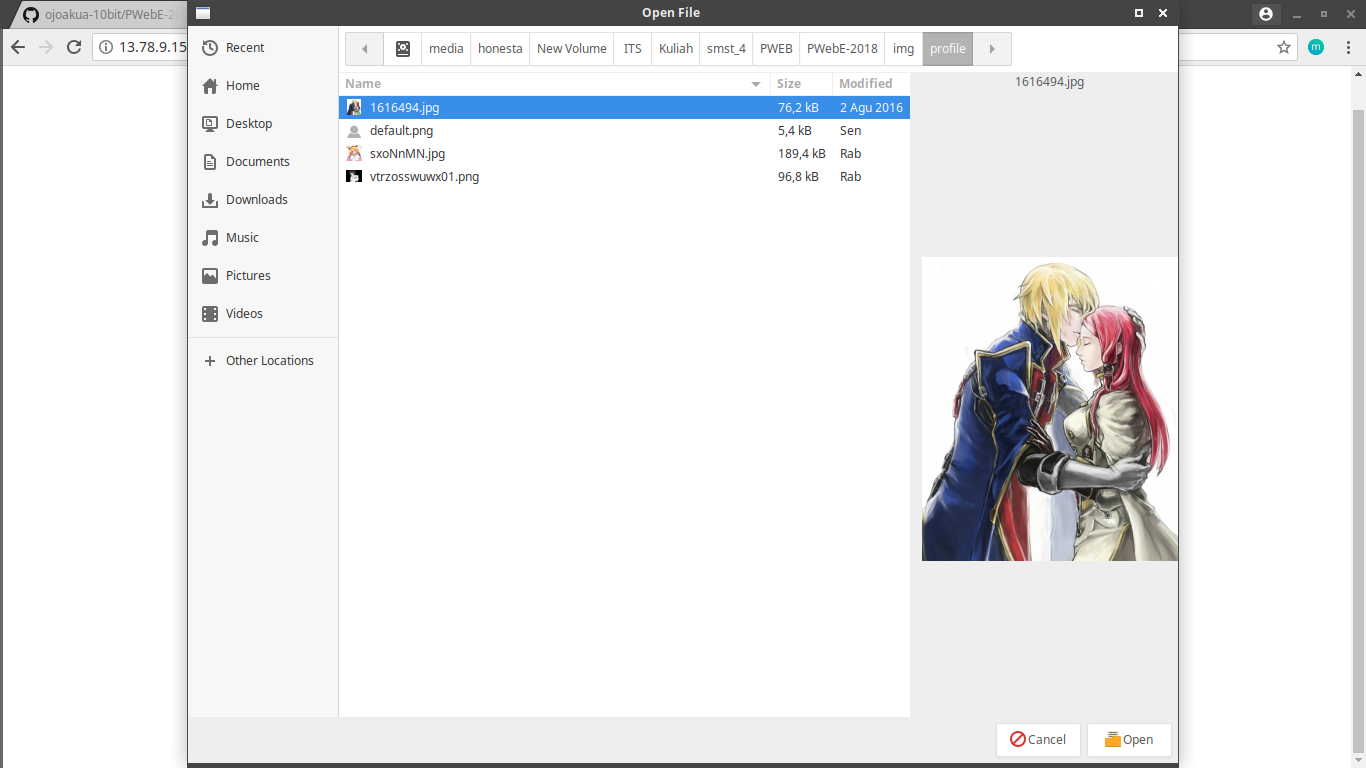 Open File
ojoakua-10bit/PWebE-20
13.78.9.15
m
Recent
Home
Desktop
Documents
Downloads
Music
Pictures
Videos
Other Locations
media honesta New Volume ITS Kuliah smst_4 PWEB PWebE-2018 img profile
Name Size Modified
1616494.jpg 76,2 kB 2 Agu 2016
default.png 5,4 kB Sen
sxoNnMN.jpg 189,4 kB Rab
vtrzosswuwx01.png 96,8 kB Rab
1616494.jpg
Cancel Open